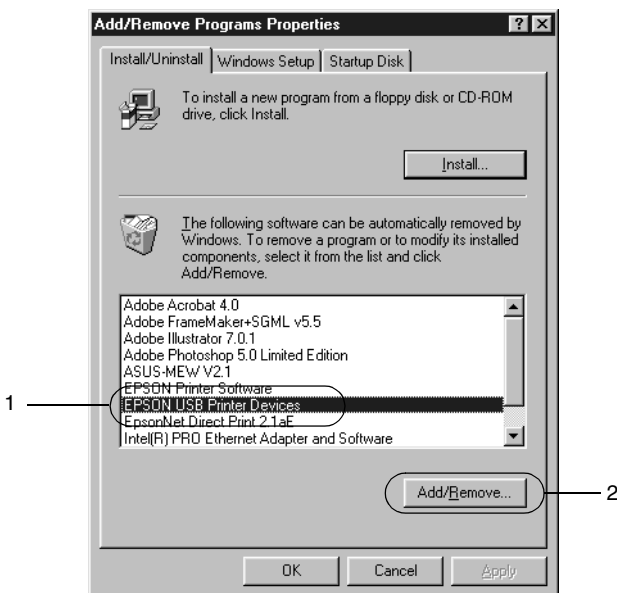 Add/Remove Programs Properties
? ×
Install/Uninstall Windows Setup Startup Disk
To install a new program from a floppy disk or CD-ROM
drive, click Install.
Install...
The following software can be automatically removed by
Windows. To remove a program or to modify its installed
components, select it from the list and click
Add/Remove.
Adobe Acrobat 4.0
Adobe FrameMaker+SGML v5.5
Adobe Illustrator 7.0.1
Adobe Photoshop 5.0 Limited Edition
ASUS-MEW V2.1
EPSON Printer Software
1
EPSON USB Printer Devices
EpsonNet Direct Print 2.1aE
Intel(R) PRO Ethernet Adapter and Software
Add/Remove...
2
OK Cancel Apply